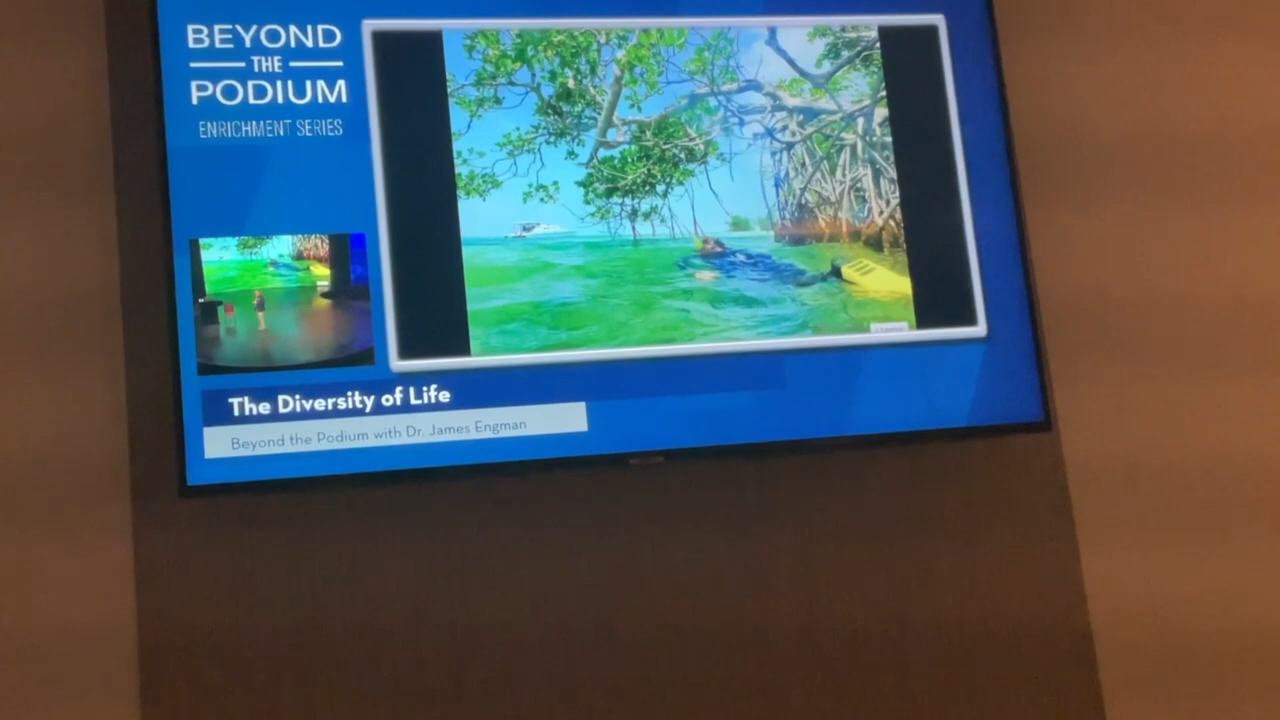 BEYOND
THE
PODIUM
ENRICHMENT SERIES
The Diversity of Life
Beyond the Podium with Dr. James Engman